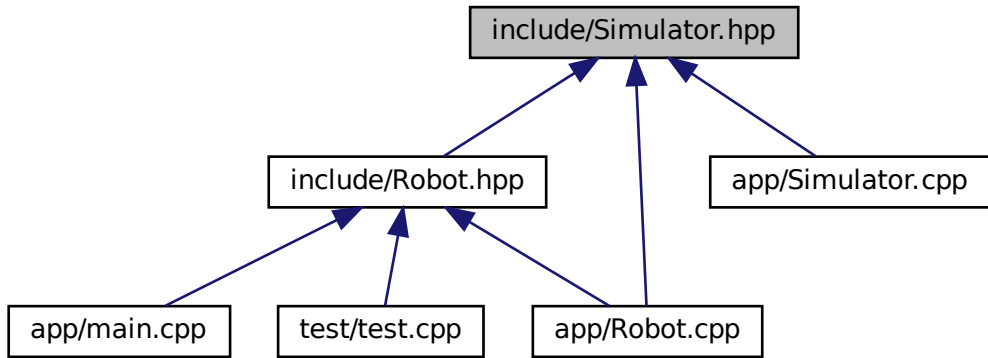 include/Simulator.hpp
include/Robot.hpp
app/Simulator.cpp
app/main.cpp
test/test.cpp
app/Robot.cpp